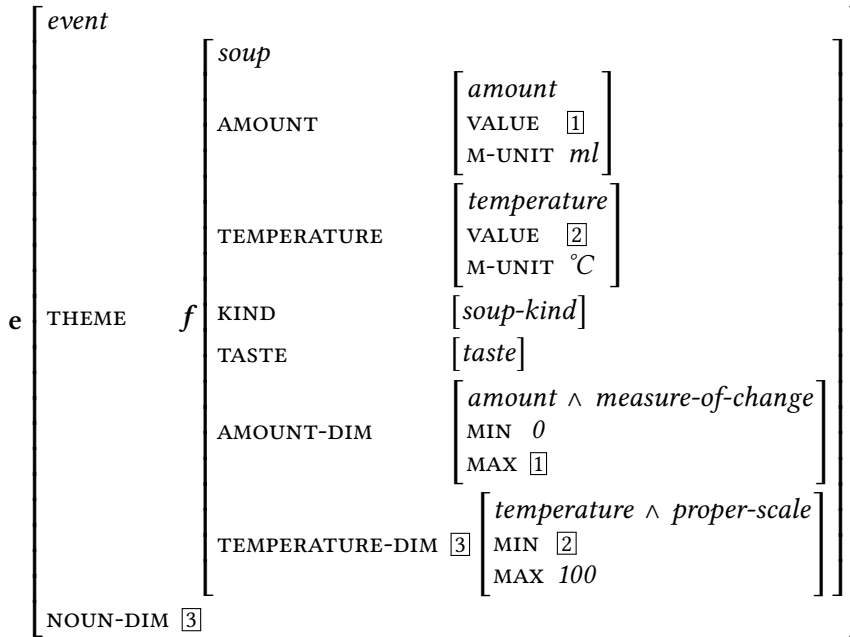 event
soup
amount
AMOUNT VALUE 1
M-UNIT ml
temperature
TEMPERATURE VALUE 2
M-UNIT °C
e THEME f KIND [soup-kind]
TASTE [taste]
amount ∧ measure-of-change
AMOUNT-DIM MIN 0
MAX 1
temperature ∧ proper-scale
TEMPERATURE-DIM 3 MIN 2
MAX 100
NOUN-DIM 3